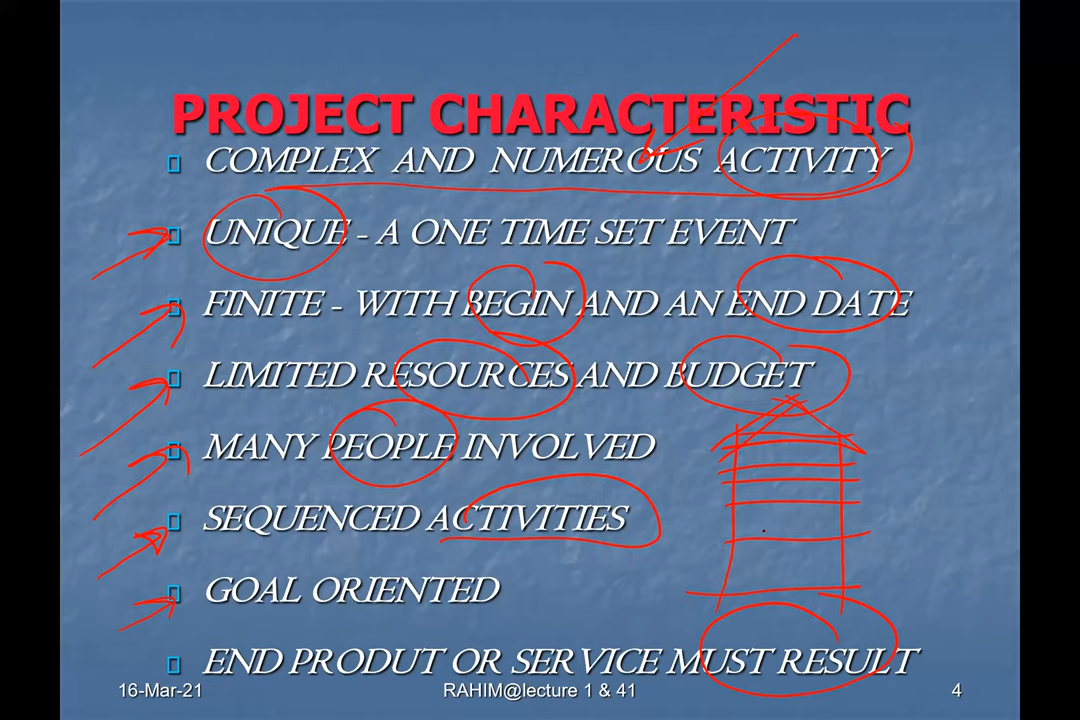 PROJECT CHARACTERISTIC
COMPLEX AND NUMEROUS ACTIVITY
UNIQUE - A ONE TIME SET EVENT
FINITE - WITH BEGIN AND AN END DATE
LIMITED RESOURCES AND BUDGET
MANY PEOPLE INVOLVED
SEQUENCED ACTIVITIES
GOAL ORIENTED
END PRODUT OR SERVICE MUST RESULT
16-Mar-21 RAHIM@lecture 1 & 41 4